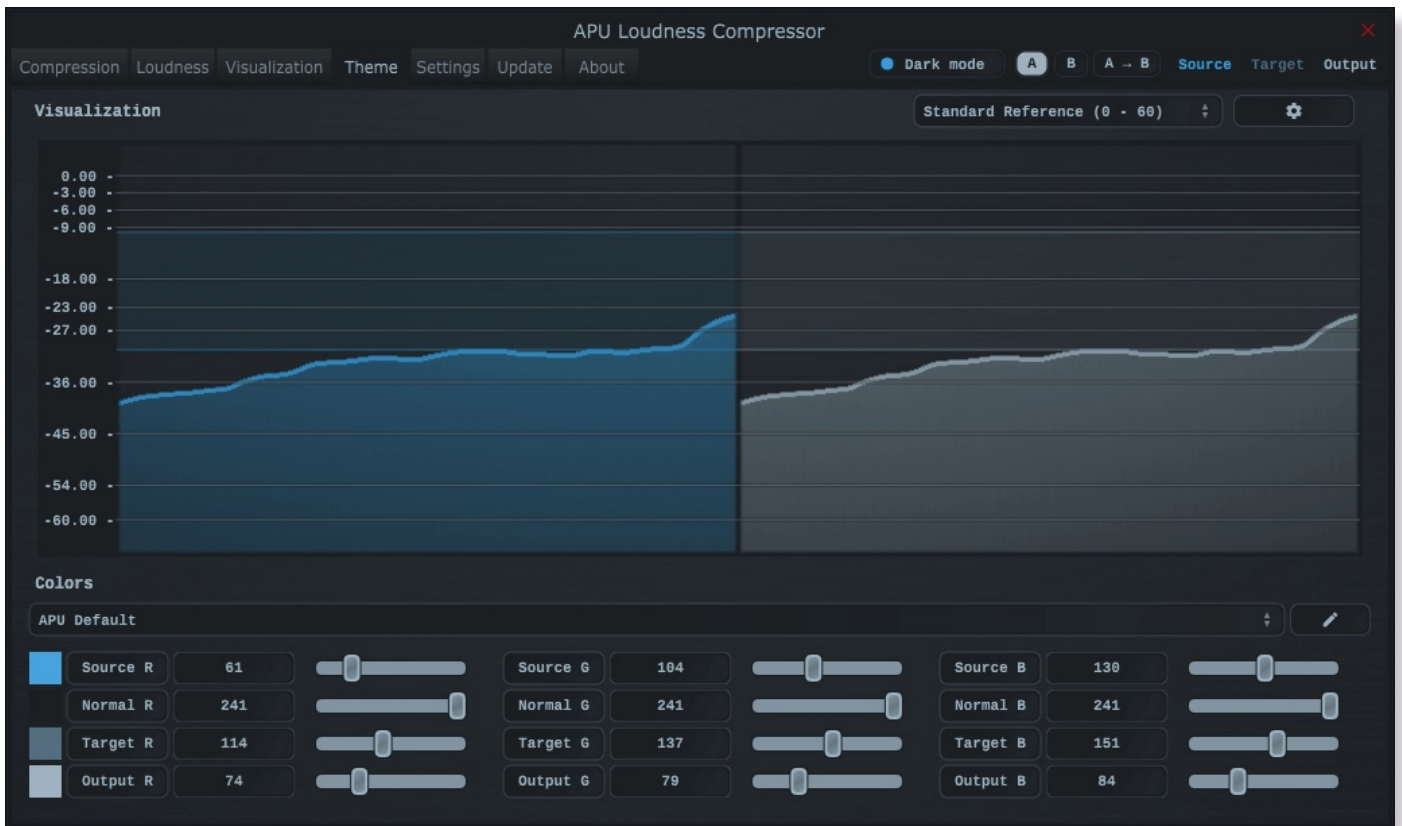 APU Loudness Compressor
Compression Loudness Visualization Theme Settings Update About Dark mode A B A → B Source Target Output
Visualization Standard Reference (0 - 60)
0.00 -
-3.00 -
-6.00 -
-9.00 -
-18.00 -
-23.00 -
-27.00 -
-36.00 -
-45.00 -
-54.00 -
-60.00 -
Colors
APU Default
Source R 61 Source G 104 Source B 130
Normal R 241 Normal G 241 Normal B 241
Target R 114 Target G 137 Target B 151
Output R 74 Output G 79 Output B 84